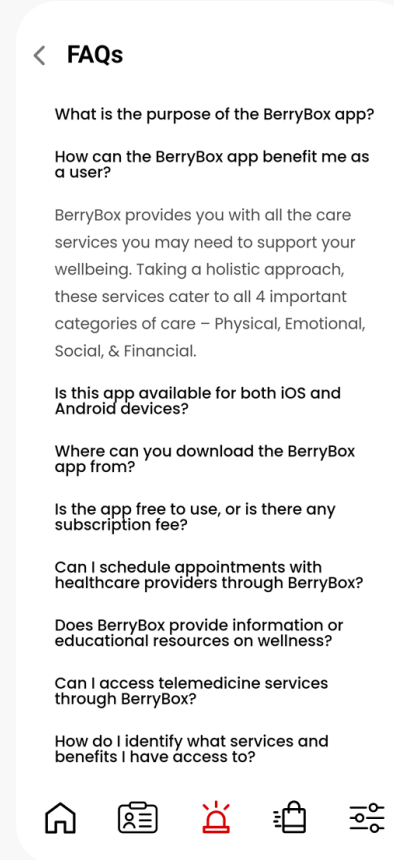 FAQs
What is the purpose of the BerryBox app?
How can the BerryBox app benefit me as
a user?
BerryBox provides you with all the care
services you may need to support your
wellbeing. Taking a holistic approach,
these services cater to all 4 important
categories of care – Physical, Emotional,
Social, & Financial.
Is this app available for both iOS and
Android devices?
Where can you download the BerryBox
app from?
Is the app free to use, or is there any
subscription fee?
Can I schedule appointments with
healthcare providers through BerryBox?
Does BerryBox provide information or
educational resources on wellness?
Can I access telemedicine services
through BerryBox?
How do I identify what services and
benefits I have access to?